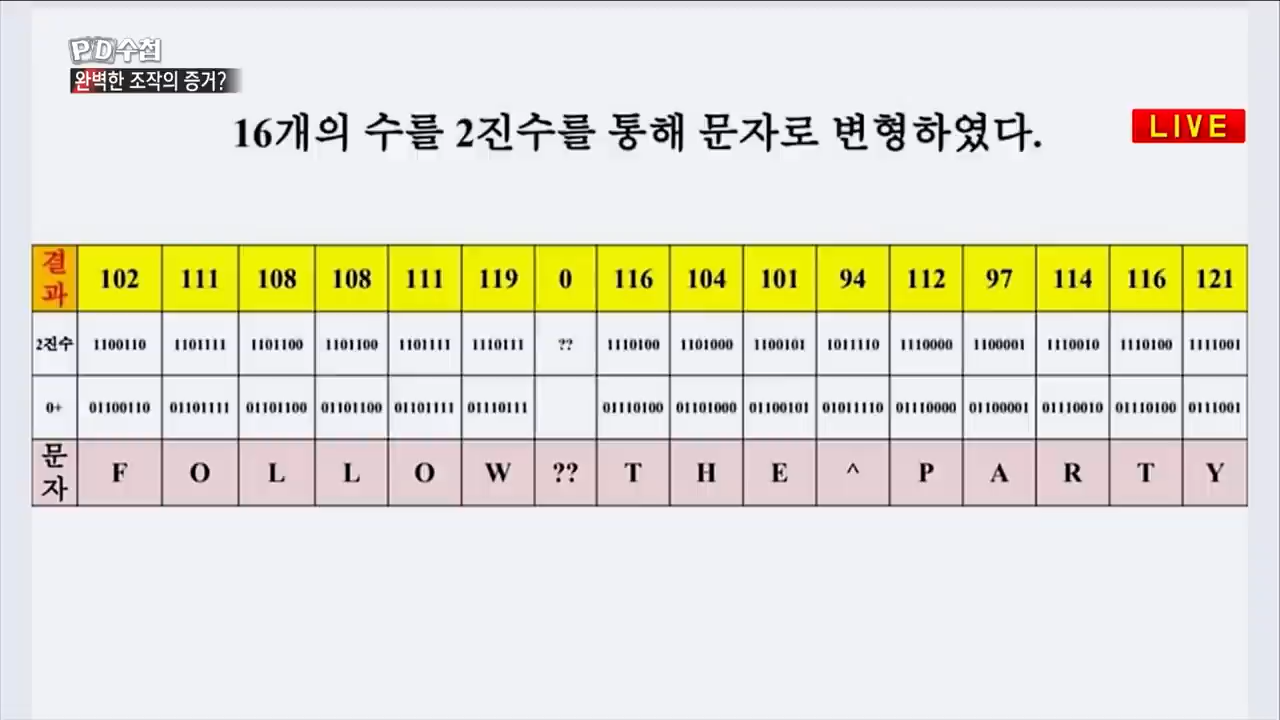 PD수첩
완벽한 조작의 증거?
16개의 수를 2진수를 통해 문자로 변형하였다.
LIVE
결과 102 111 108 108 111 119 0 116 104 101 94 112 97 114 116 121
2진수 1100110 1101111 1101100 1101100 1101111 1110111 ?? 1110100 1101000 1100101 1011110 1110000 1100001 1110010 1110100 1111001
0+ 01100110 01101111 01101100 01101100 01101111 01110111 01110100 01101000 01100101 01011110 01110000 01100001 01110010 01110100 0111001
문자 F O L L O W ?? T H E ^ P A R T Y